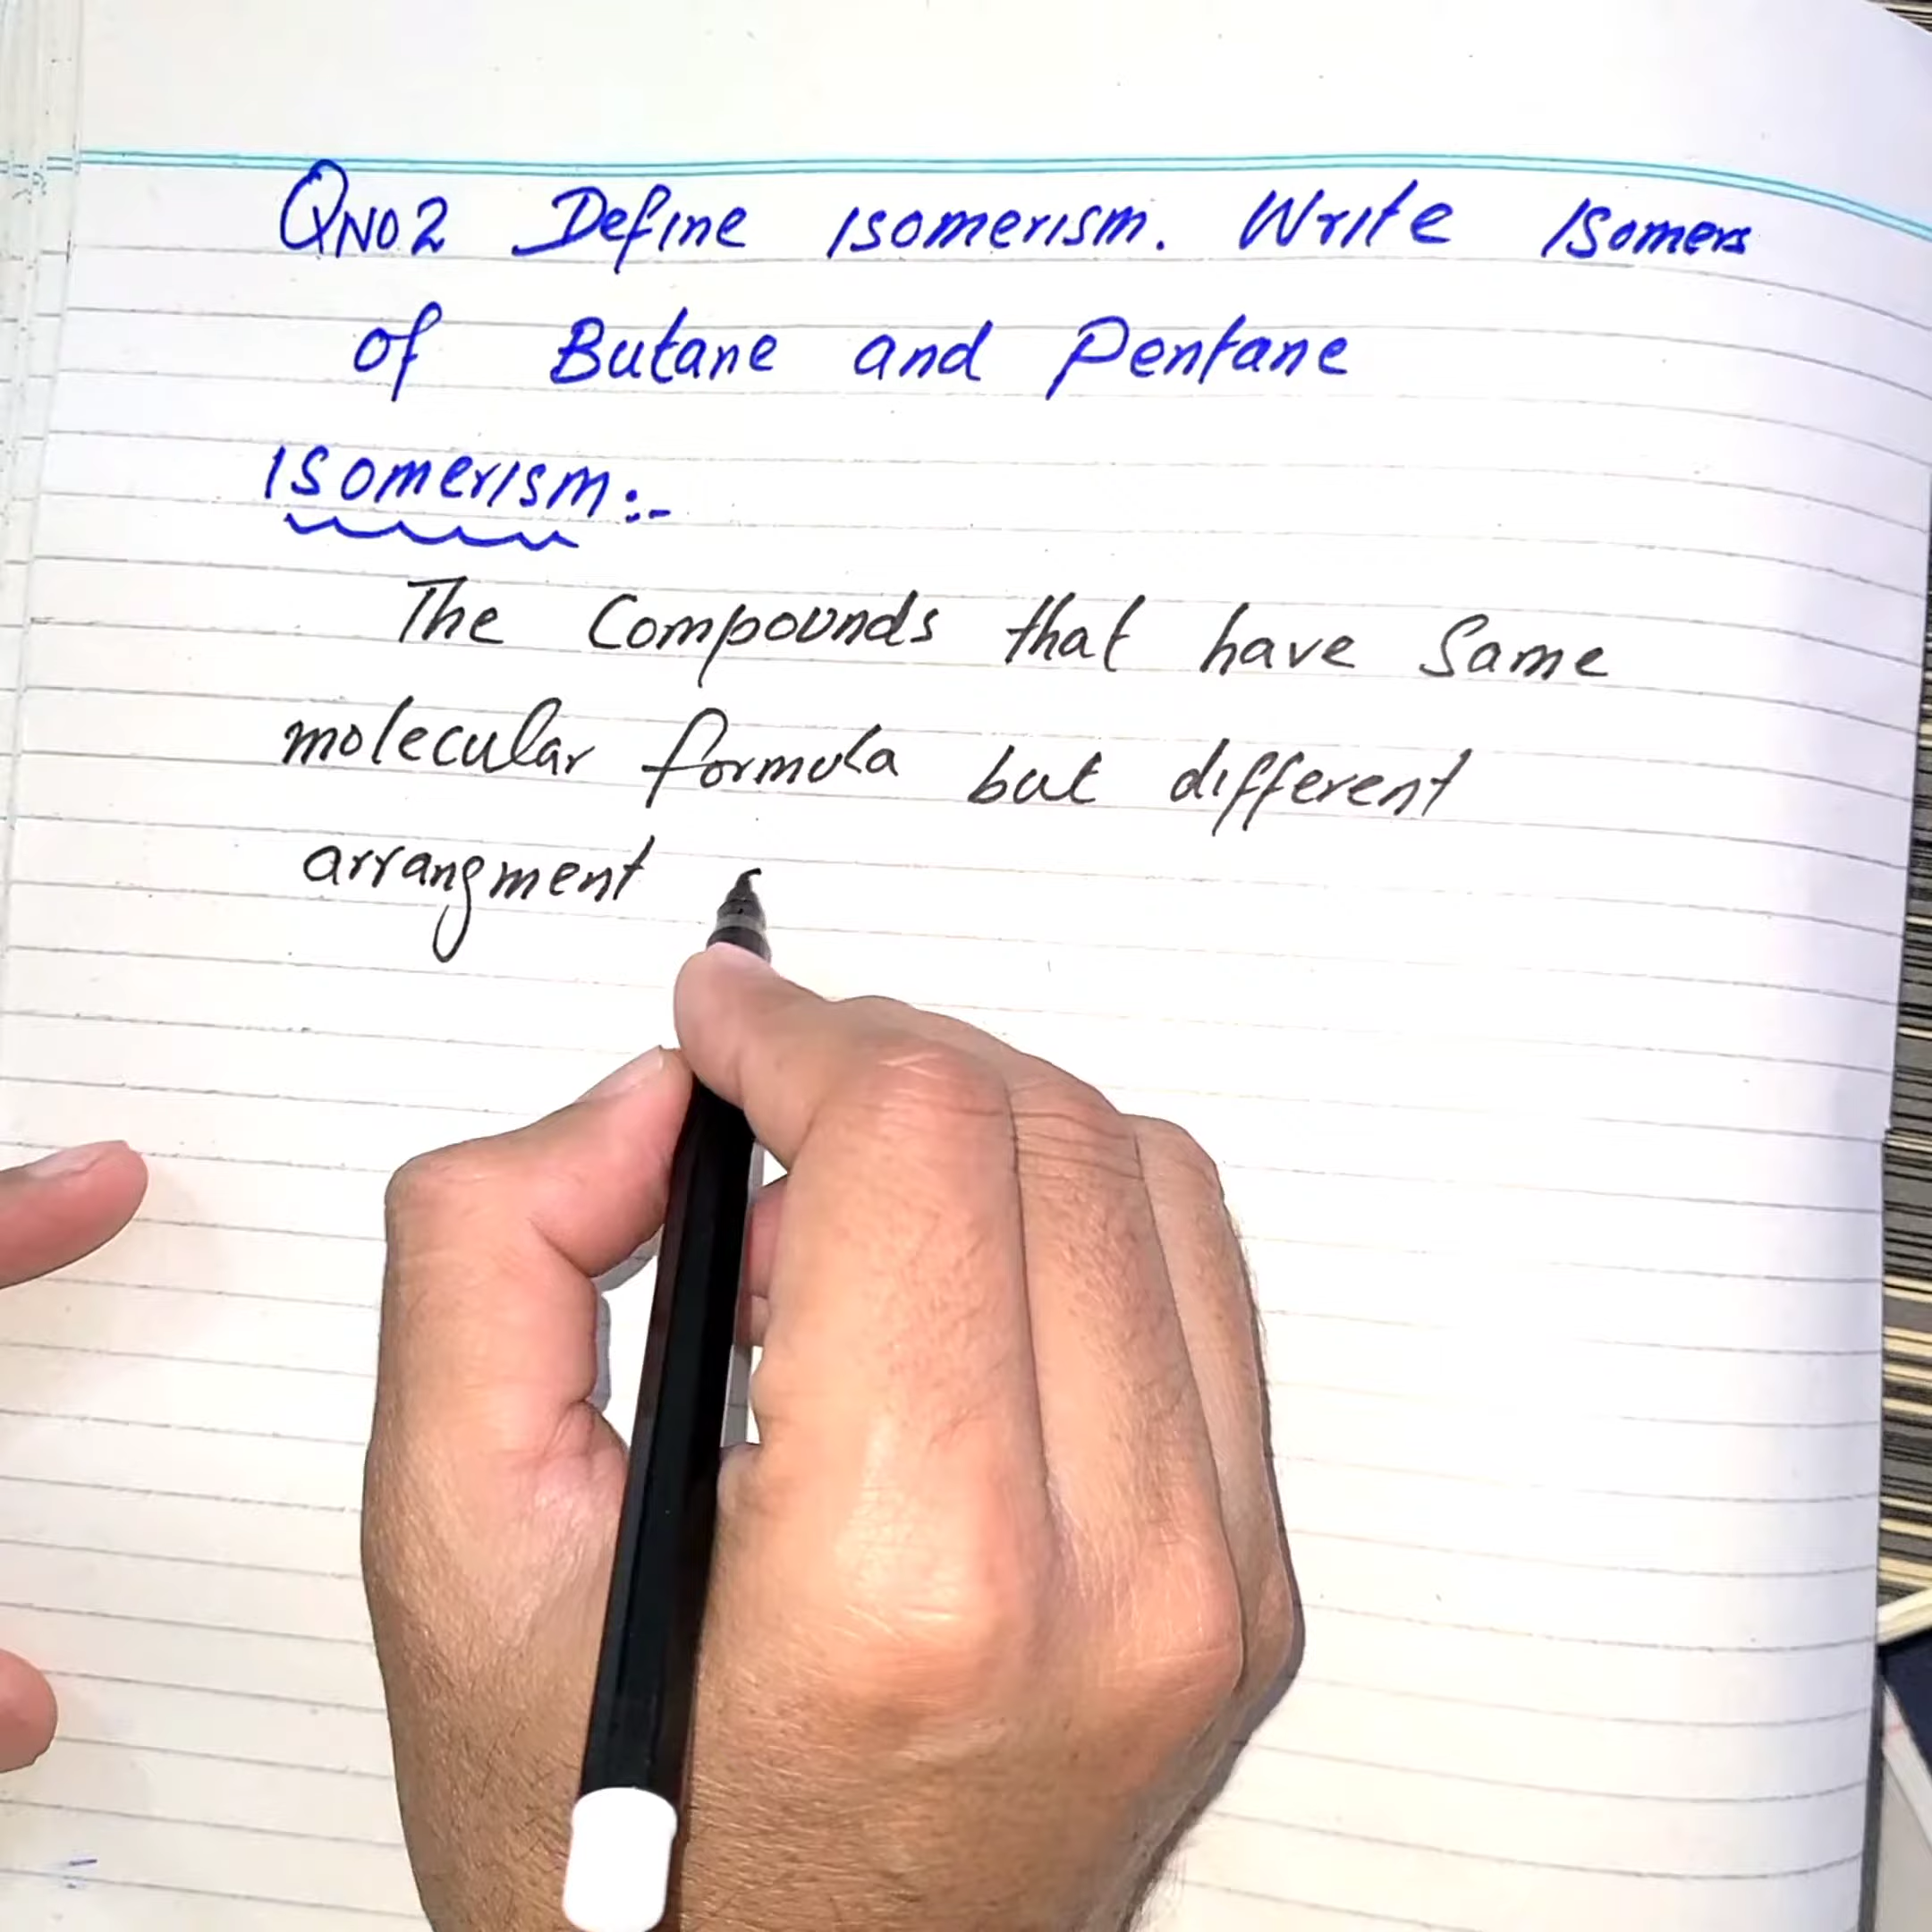 QNO2 Define isomerism. Write Isomers
of Butane and Pentane
isomerism:-
The Compounds that have Same
molecular formula but different
arrangment